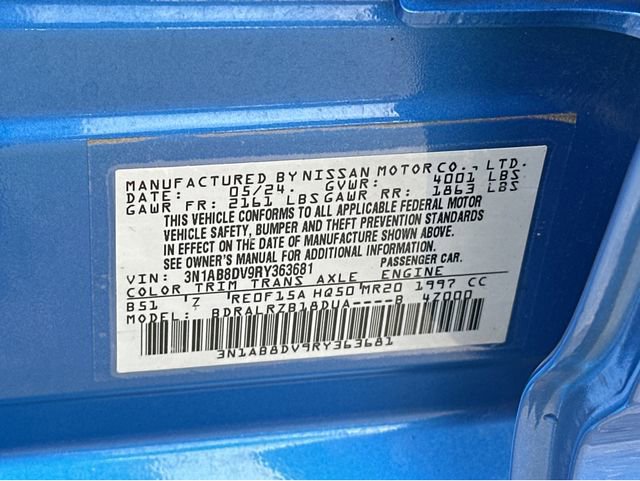 MANUFACTURED BY NISSAN MOTOR CO., LTD.
DATE: 05/24. GVWR: 4001 LBS
GAWR FR: 2161 LBS GAWR RR: 1863 LBS
THIS VEHICLE CONFORMS TO ALL APPLICABLE FEDERAL MOTOR
VEHICLE SAFETY, BUMPER AND THEFT PREVENTION STANDARDS
IN EFFECT ON THE DATE OF MANUFACTURE SHOWN ABOVE.
SEE OWNER'S MANUAL FOR ADDITIONAL INFORMATION.
VIN: 3N1AB8DV9RY363681 PASSENGER CAR.
COLOR TRIM TRANS AXLE ENGINE
B51 'Z RE0F15A HQ50 MR20 1997 CC
MODEL: BDRALRZB18DUA----B 47000
3N1AB8DV9RY363681